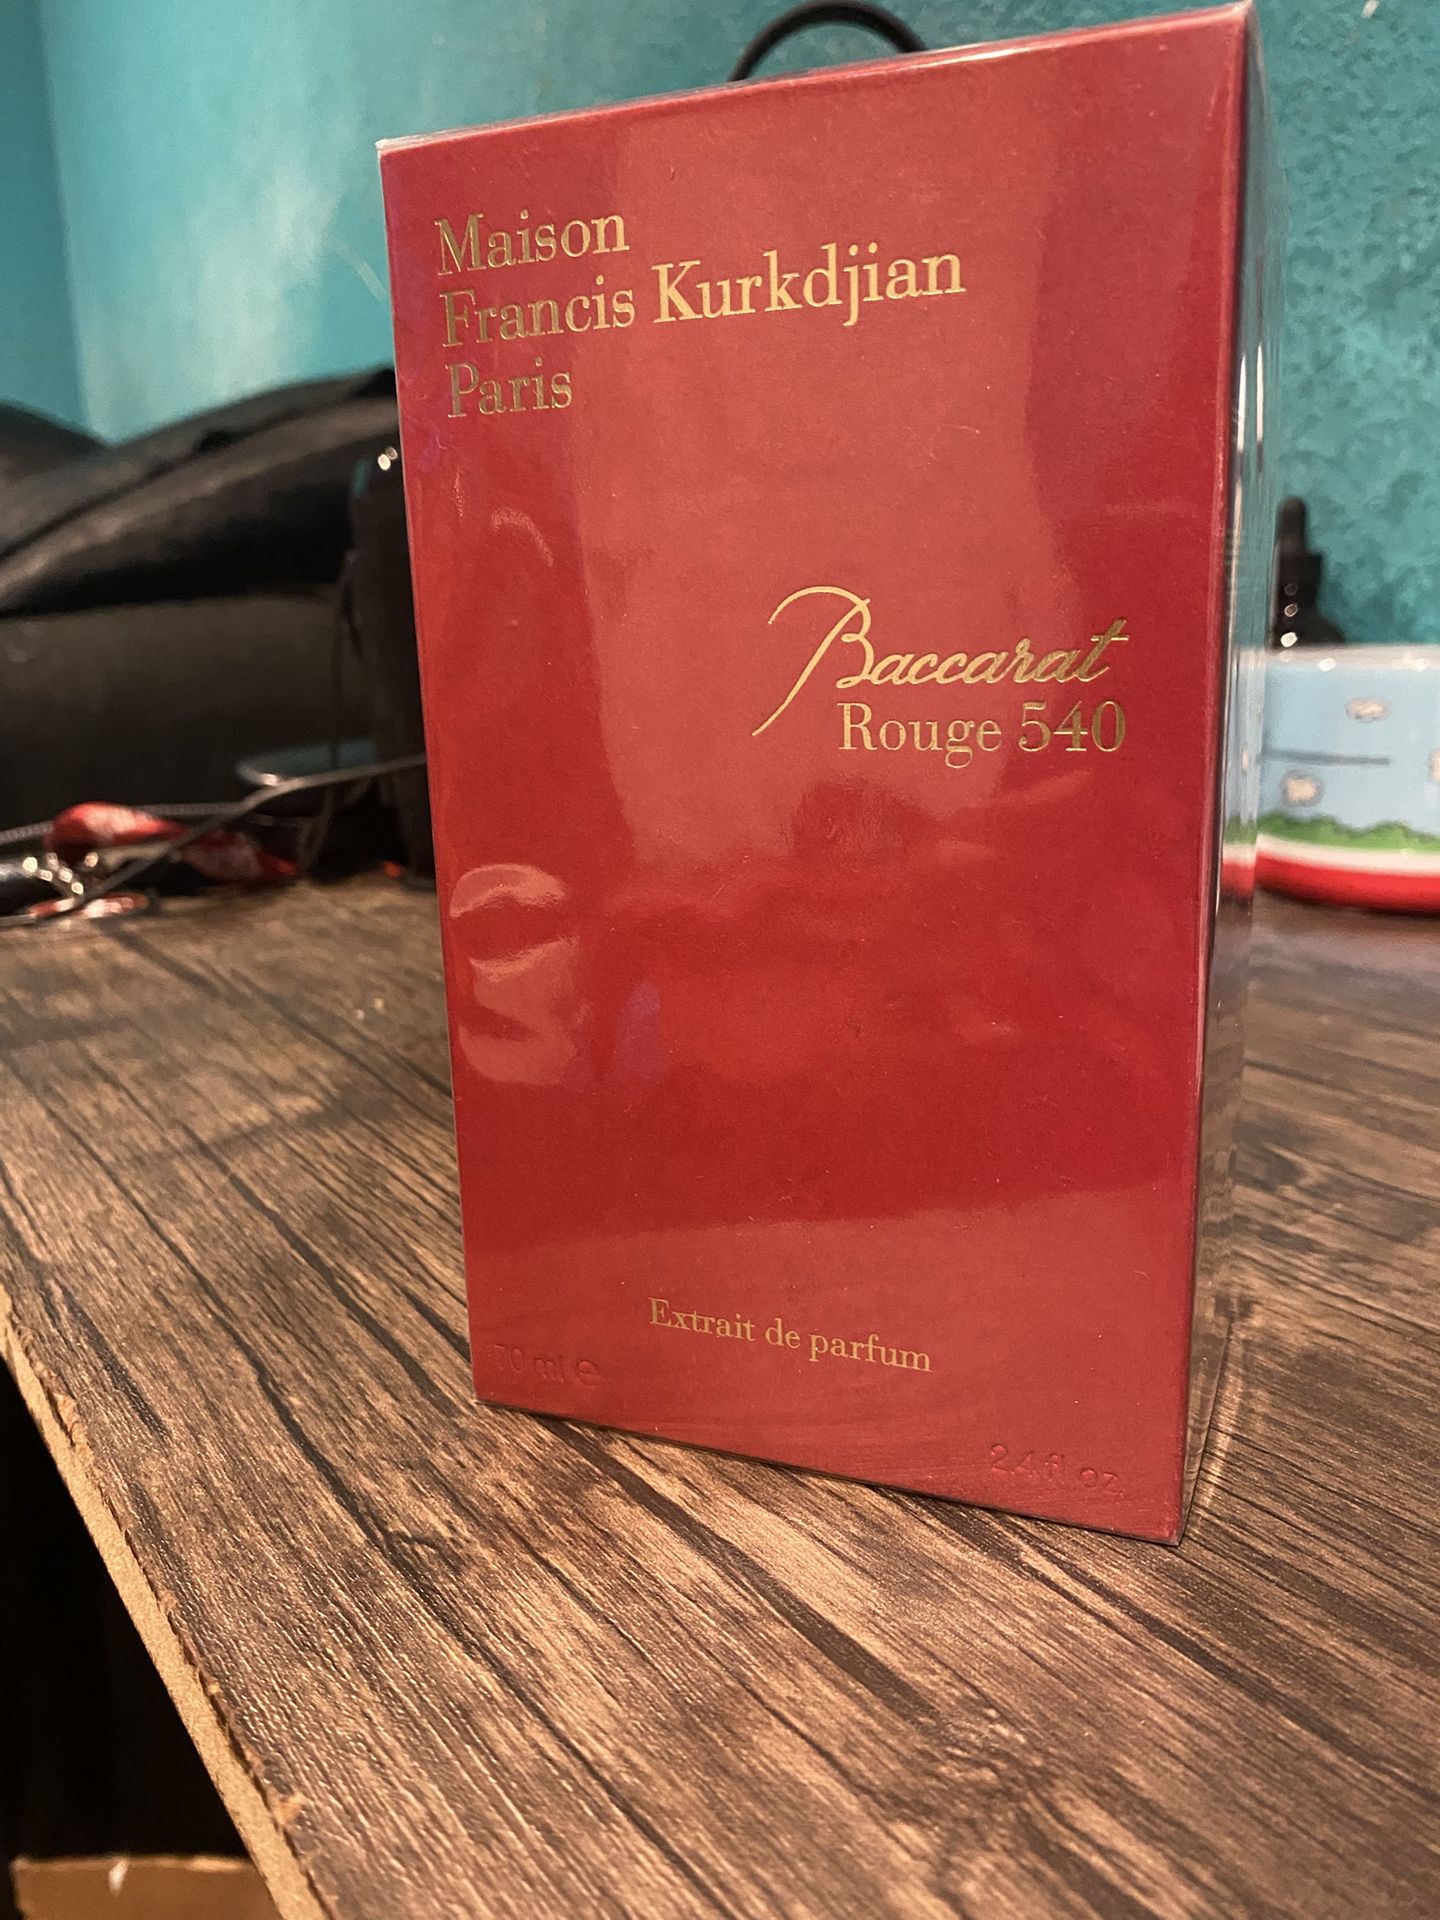 Maison
Francis Kurkdjian
Paris
Baccarat
Rouge 540
Extrait de parfum
70 ml e
2.4 fl oz.